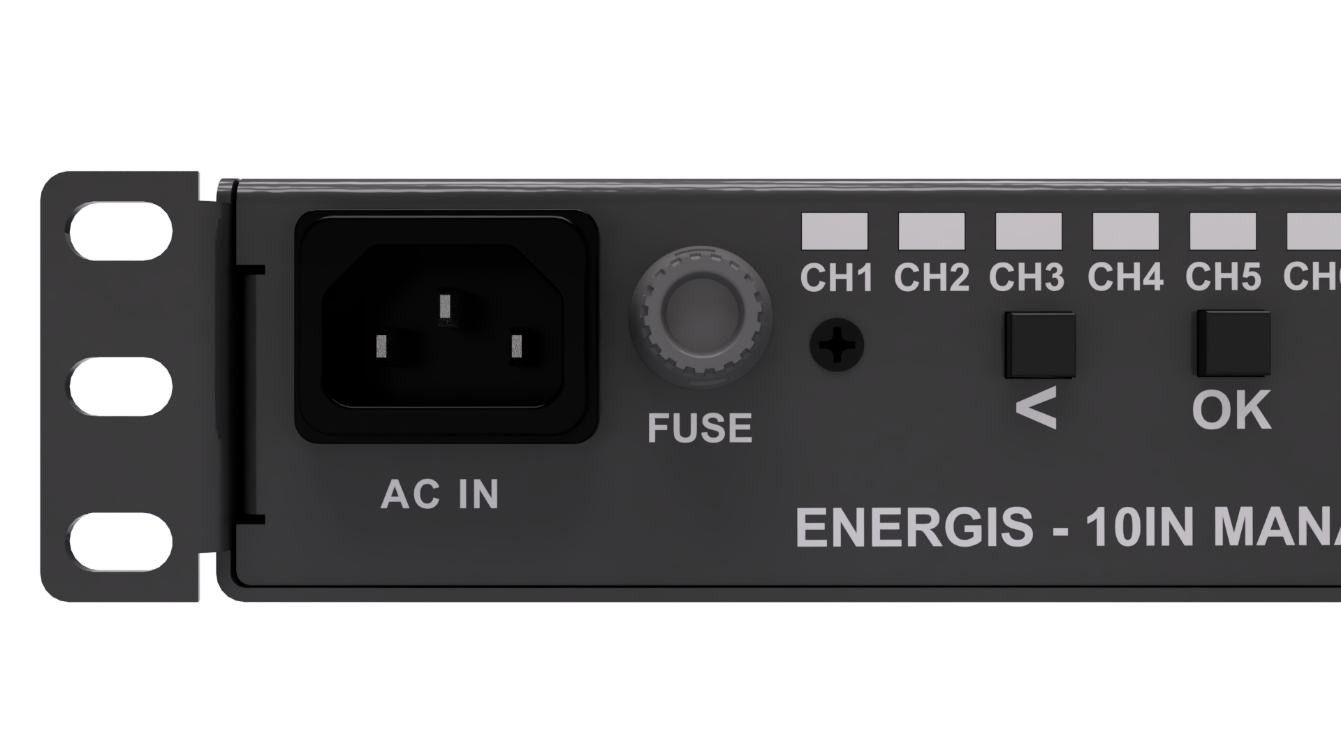 CH1 CH2 CH3 CH4 CH5
< OK
FUSE
AC IN
ENERGIS - 10IN